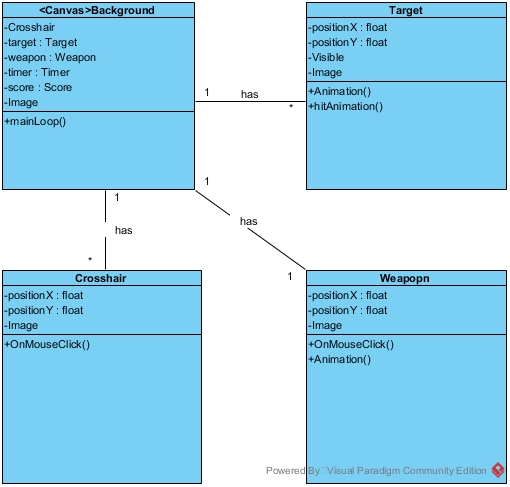 <Canvas>Background
-Crosshair
-target : Target
-weapon : Weapon
-timer : Timer
-score : Score
-Image
+mainLoop()
Target
-positionX : float
-positionY : float
-Visible
-Image
+Animation()
+hitAnimation()
1
has
*
1
has
*
1
has
1
Crosshair
-positionX : float
-positionY : float
-Image
+OnMouseClick()
Weapopn
-positionX : float
-positionY : float
-Image
+OnMouseClick()
+Animation()
Powered By Visual Paradigm Community Edition